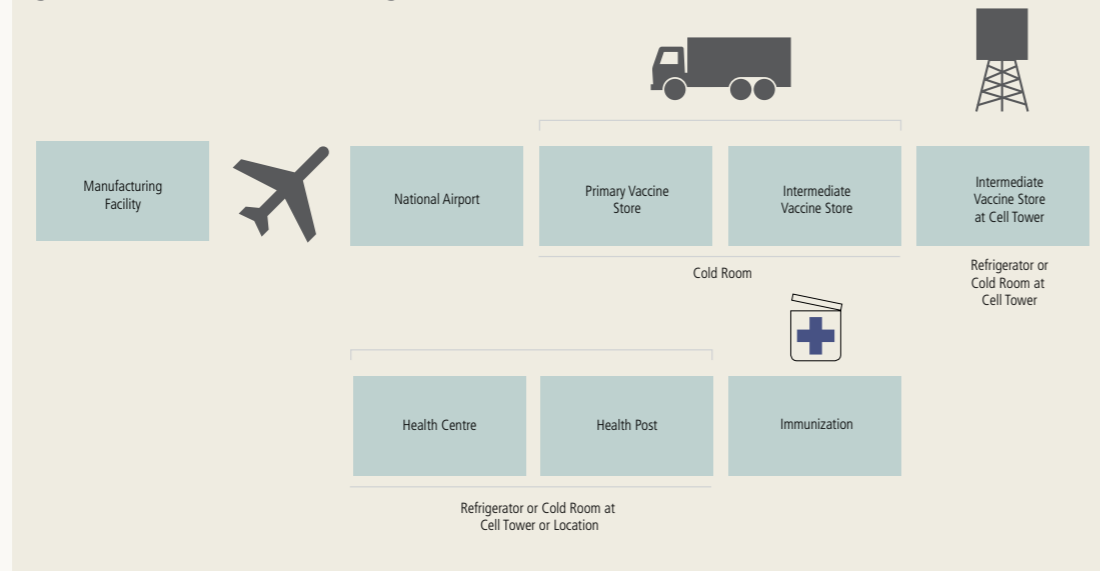 Manufacturing
Facility
National Airport
Primary Vaccine
Store
Intermediate
Vaccine Store
Intermediate
Vaccine Store
at Cell Tower
Cold Room
Refrigerator or
Cold Room at
Cell Tower
Health Centre
Health Post
Immunization
Refrigerator or Cold Room at
Cell Tower or Location